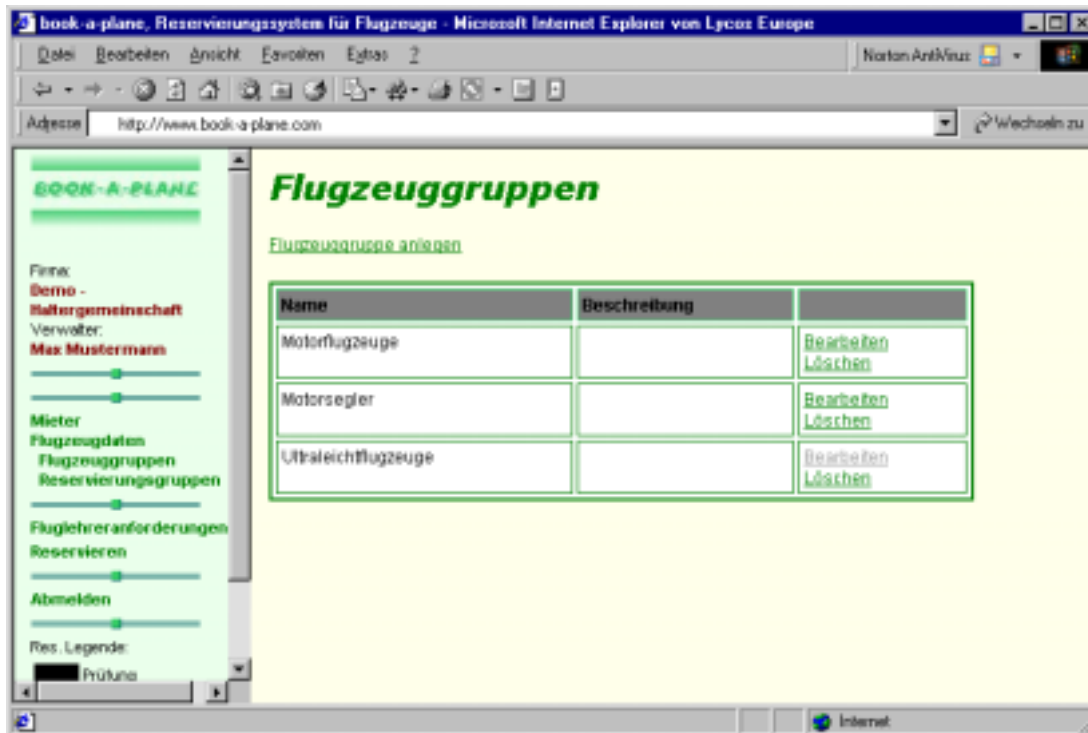 book-a-plane, Reservierungssystem für Flugzeuge - Microsoft Internet Explorer von Lycos Europe
Datei Bearbeiten Ansicht Favoriten Extras ?
Norton AntiVirus
Adresse http://www.book-a-plane.com
Wechseln zu
BOOK-A-PLANE
Firma:
Demo -
Haltergemeinschaft
Verwalter:
Max Mustermann
Mieter
Flugzeugdaten
Flugzeuggruppen
Reservierungsgruppen
Fluglehreranforderungen
Reservieren
Abmelden
Res. Legende:
Prüfung
Flugzeuggruppen
Flugzeuggruppe anlegen
Name Beschreibung
Motorflugzeuge Bearbeiten
Löschen
Motorsegler Bearbeiten
Löschen
Ultraleichtflugzeuge Bearbeiten
Löschen
Internet